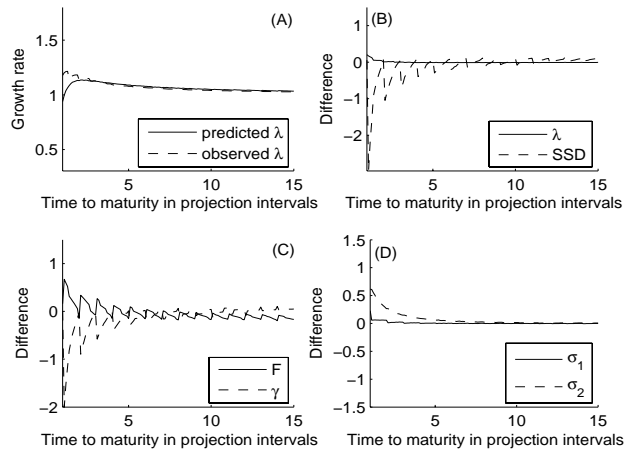 (A)
1.5
1
0.5
Growth rate
predicted λ
observed λ
5
10
15
Time to maturity in projection intervals
(B)
1
0
−1
−2
Difference
λ
SSD
5
10
15
Time to maturity in projection intervals
(C)
1
0
−1
−2
Difference
F
γ
5
10
15
Time to maturity in projection intervals
(D)
1.5
1
0.5
0
−0.5
−1
−1.5
Difference
σ1
σ2
5
10
15
Time to maturity in projection intervals